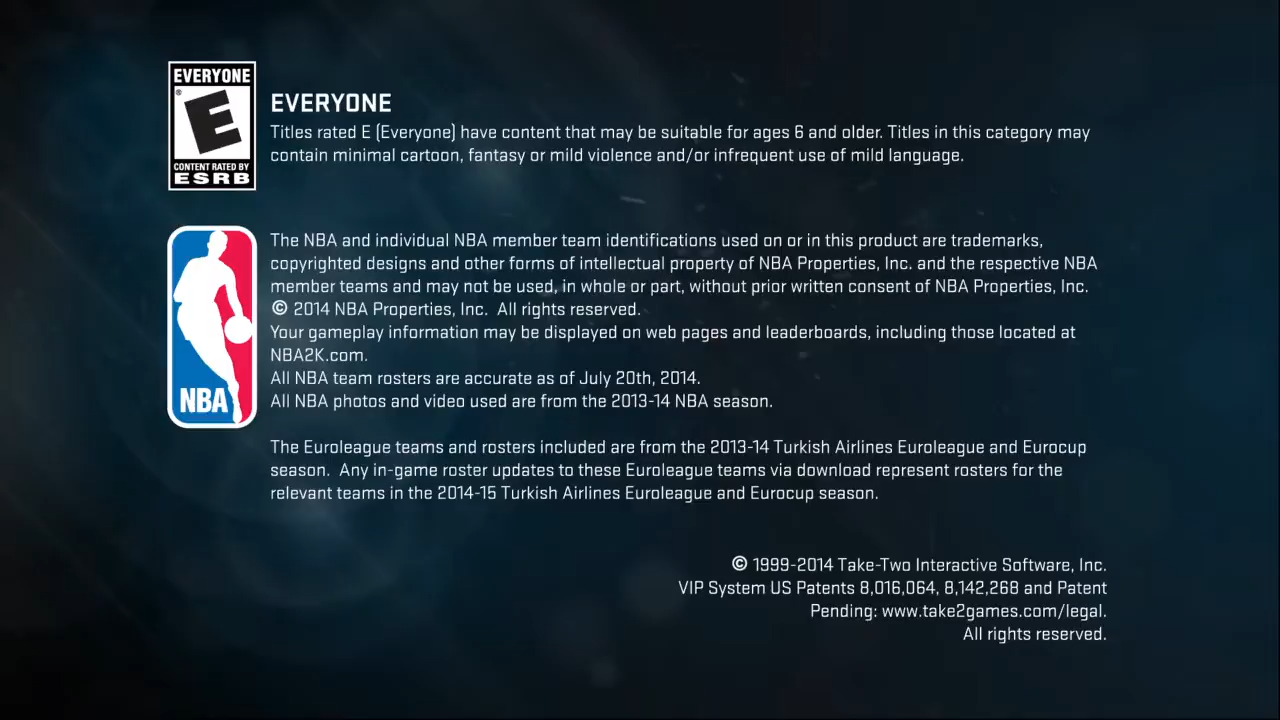 EVERYONE
E
®
CONTENT RATED BY
ESRB
EVERYONE
Titles rated E (Everyone) have content that may be suitable for ages 6 and older. Titles in this category may
contain minimal cartoon, fantasy or mild violence and/or infrequent use of mild language.
NBA
The NBA and individual NBA member team identifications used on or in this product are trademarks,
copyrighted designs and other forms of intellectual property of NBA Properties, Inc. and the respective NBA
member teams and may not be used, in whole or part, without prior written consent of NBA Properties, Inc.
© 2014 NBA Properties, Inc.  All rights reserved.
Your gameplay information may be displayed on web pages and leaderboards, including those located at
NBA2K.com.
All NBA team rosters are accurate as of July 20th, 2014.
All NBA photos and video used are from the 2013-14 NBA season.
The Euroleague teams and rosters included are from the 2013-14 Turkish Airlines Euroleague and Eurocup
season.  Any in-game roster updates to these Euroleague teams via download represent rosters for the
relevant teams in the 2014-15 Turkish Airlines Euroleague and Eurocup season.
© 1999-2014 Take-Two Interactive Software, Inc.
VIP System US Patents 8,016,064, 8,142,268 and Patent
Pending: www.take2games.com/legal.
All rights reserved.